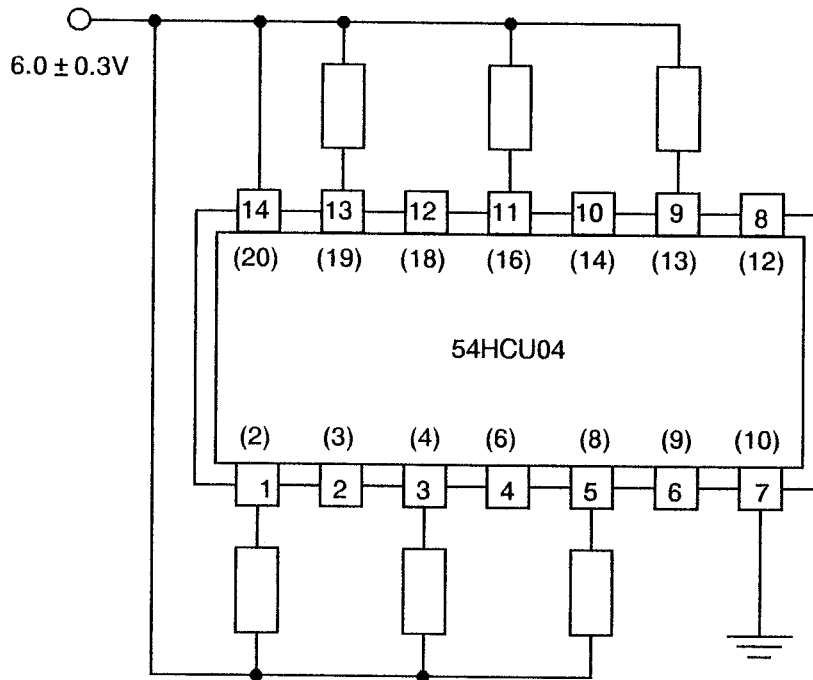 6.0 ± 0.3V
14 13 12 11 10 9 8
(20) (19) (18) (16) (14) (13) (12)
54HCU04
(2) (3) (4) (6) (8) (9) (10)
1 2 3 4 5 6 7